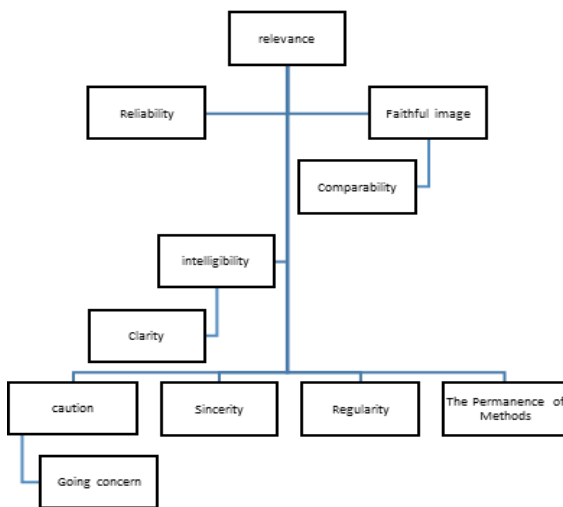 relevance
Reliability
Faithful image
Comparability
intelligibility
Clarity
caution
Sincerity
Regularity
The Permanence of
Methods
Going concern